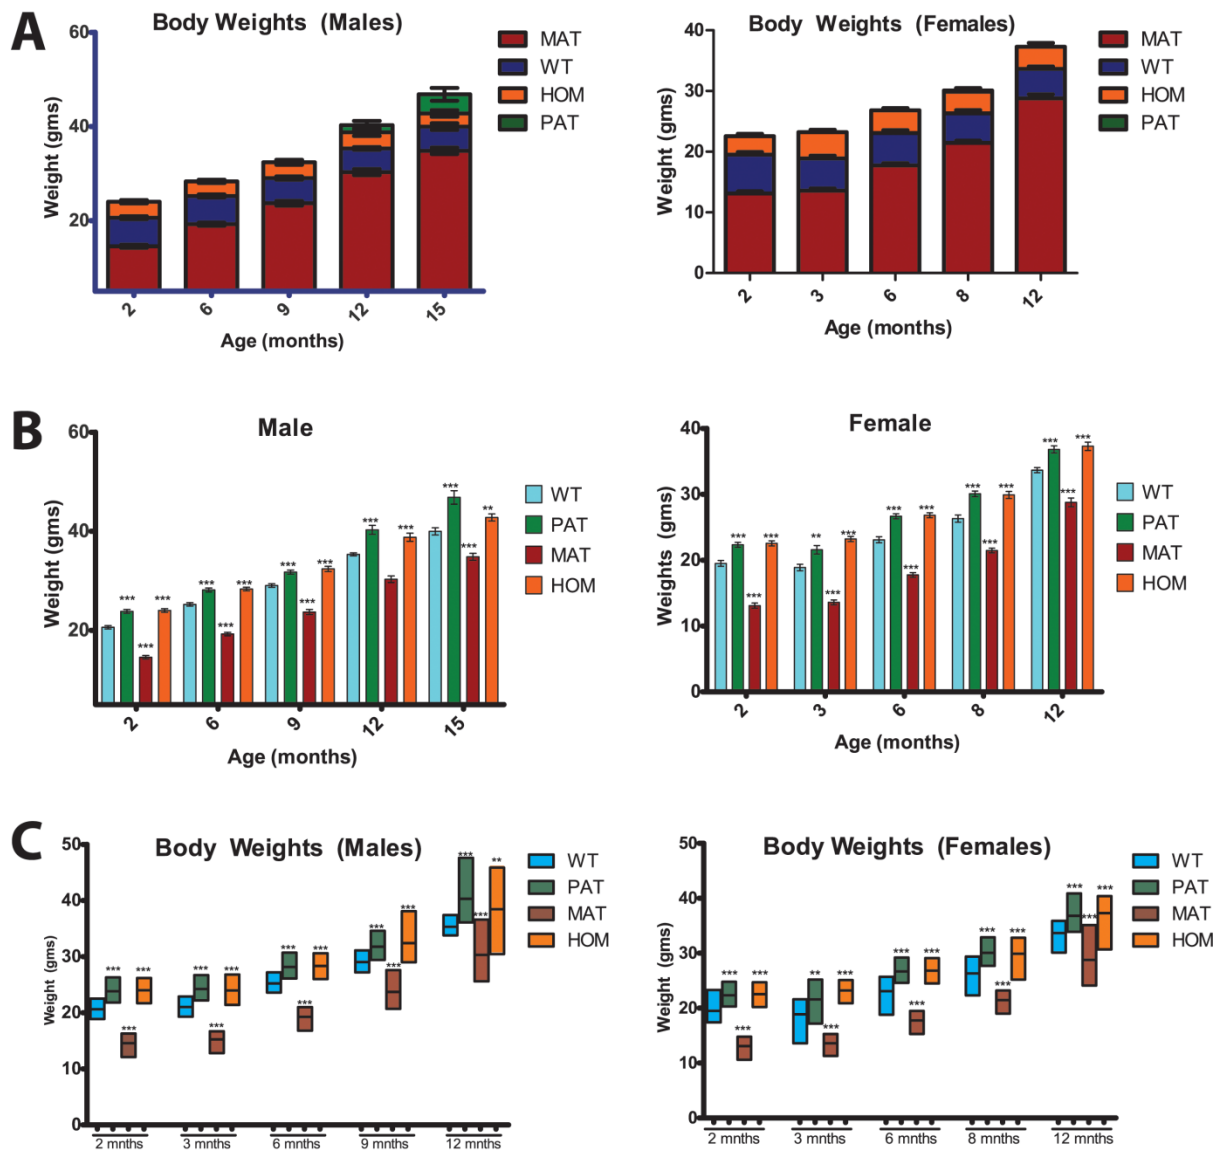 A
Body Weights (Males)
60
40
20
Weight (gms)
2
6
9
12
15
Age (months)
MAT
WT
HOM
PAT
Body Weights (Females)
40
30
20
10
0
Weight (gms)
2
3
6
8
12
Age (months)
MAT
WT
HOM
PAT
B
Male
60
40
20
Weight (gms)
*** *** *** *** *** *** *** *** *** *** *** *** *** **
2
6
9
12
15
Age (months)
WT
PAT
MAT
HOM
Female
40
30
20
10
0
Weights (gms)
*** *** *** ** *** *** *** *** *** *** *** *** *** *** ***
2
3
6
8
12
Age (months)
WT
PAT
MAT
HOM
C
Body Weights (Males)
50
40
30
20
10
0
Weight (gms)
*** *** *** *** *** *** *** *** *** *** *** *** *** *** **
2 mnths
3 mnths
6 mnths
9 mnths
12 mnths
WT
PAT
MAT
HOM
Body Weights (Females)
50
40
30
20
10
0
Weight (gms)
*** *** *** ** *** *** *** *** *** *** *** *** *** *** ***
2 mnths
3 mnths
6 mnths
8 mnths
12 mnths
WT
PAT
MAT
HOM